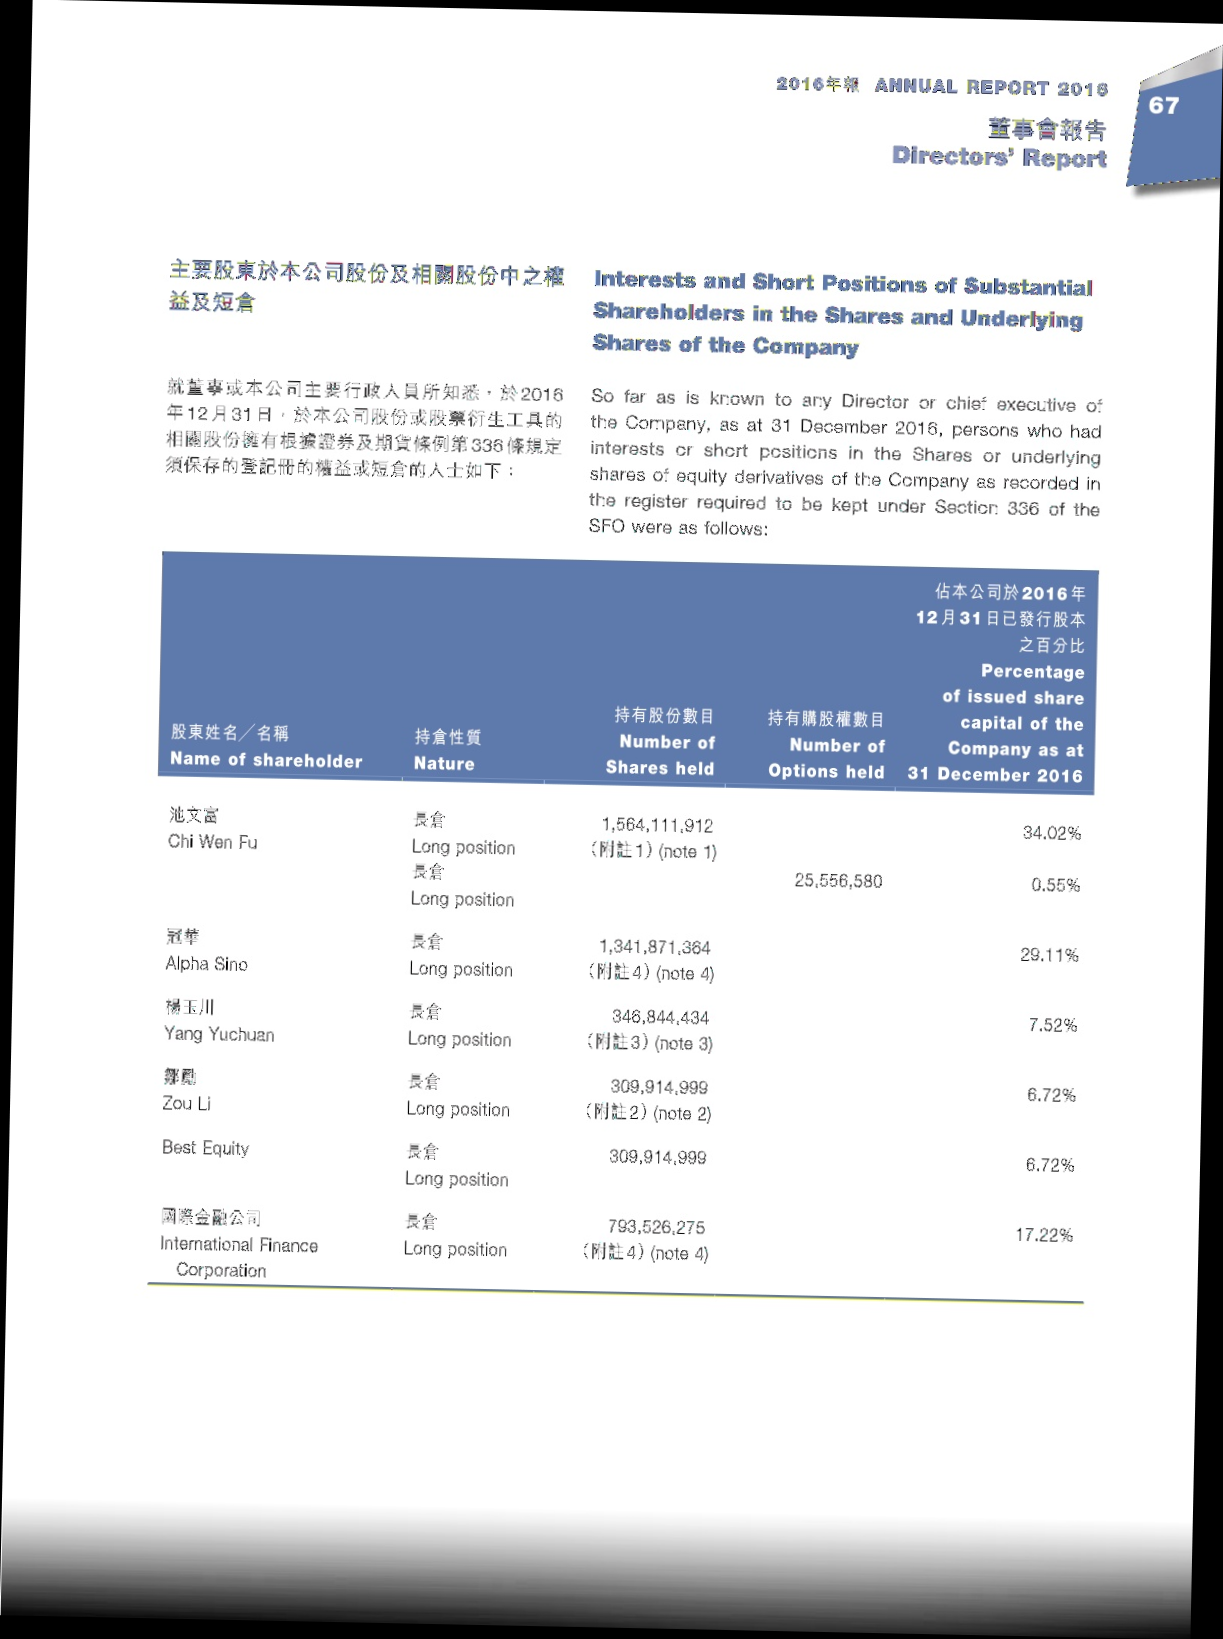 2016年報 ANNUAL REPORT 2016
67
董事會報告
Directors' Report
主要股東於本公司股份及相關股份中之權
益及短倉
Interests and Short Positions of Substantial
Shareholders in the Shares and Underlying
Shares of the Company
就董事或本公司主要行政人員所知悉，於2016
年12月31日，於本公司股份或股票衍生工具的
相關股份擁有根據證券及期貨條例第336條規定
須保存的登記冊的權益或短倉的人士如下：
So far as is known to any Director or chief executive of
the Company, as at 31 December 2016, persons who had
interests or short positions in the Shares or underlying
shares of equity derivatives of the Company as recorded in
the register required to be kept under Section 336 of the
SFO were as follows:
股東姓名／名稱
Name of shareholder
持倉性質
Nature
持有股份數目
Number of
Shares held
持有購股權數目
Number of
Options held
佔本公司於2016年
12月31日已發行股本
之百分比
Percentage
of issued share
capital of the
Company as at
31 December 2016
池文富 長倉 1,564,111,912 34.02%
Chi Wen Fu Long position （附註1）(note 1)
長倉 25,556,580 0.55%
Long position
冠華 長倉 1,341,871,364 29.11%
Alpha Sino Long position （附註4）(note 4)
楊玉川 長倉 346,844,434 7.52%
Yang Yuchuan Long position （附註3）(note 3)
鄒勵 長倉 309,914,999 6.72%
Zou Li Long position （附註2）(note 2)
Best Equity 長倉 309,914,999 6.72%
Long position
國際金融公司 長倉 793,526,275 17.22%
International Finance Long position （附註4）(note 4)
Corporation